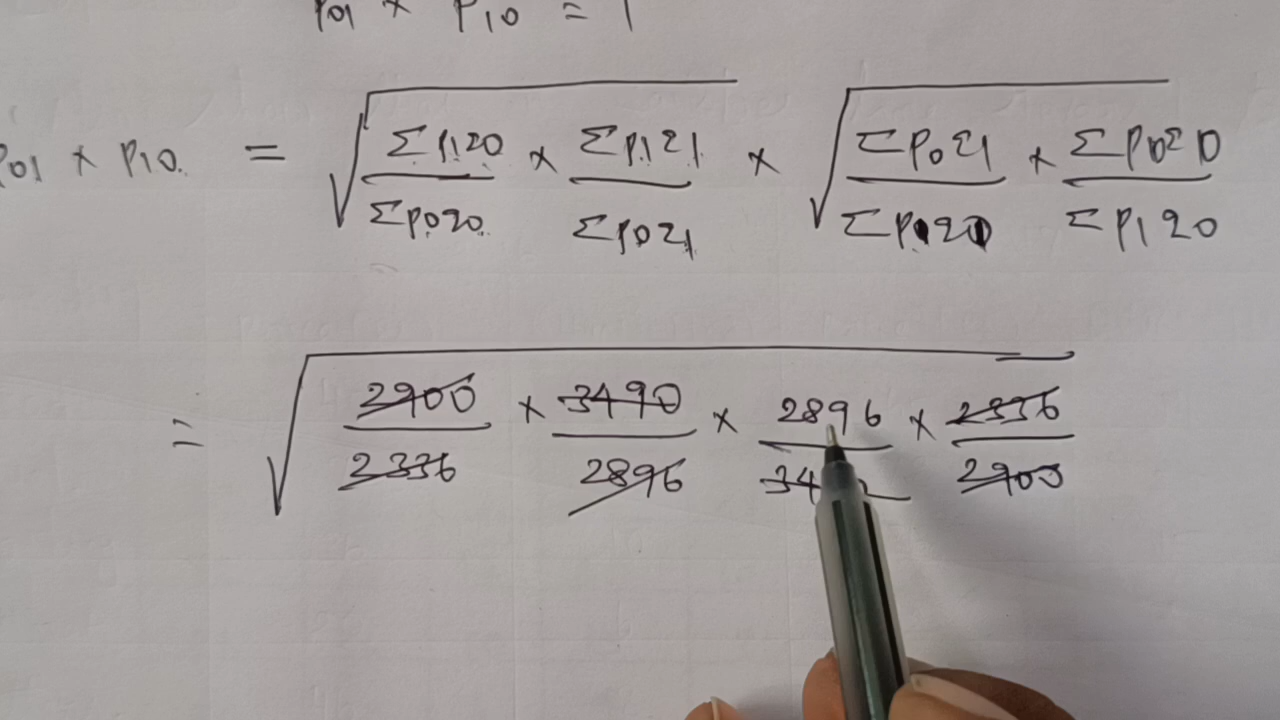 P01 × P10 = 1
P01 × P10 = √ Σp1q0 / Σp0q0 × Σp1q1 / Σp0q1 × √ Σp0q1 / Σp1q1 × Σp0q0 / Σp1q0
= √ 2900 / 2336 × 3490 / 2896 × 2896 / 34 × 2336 / 2900